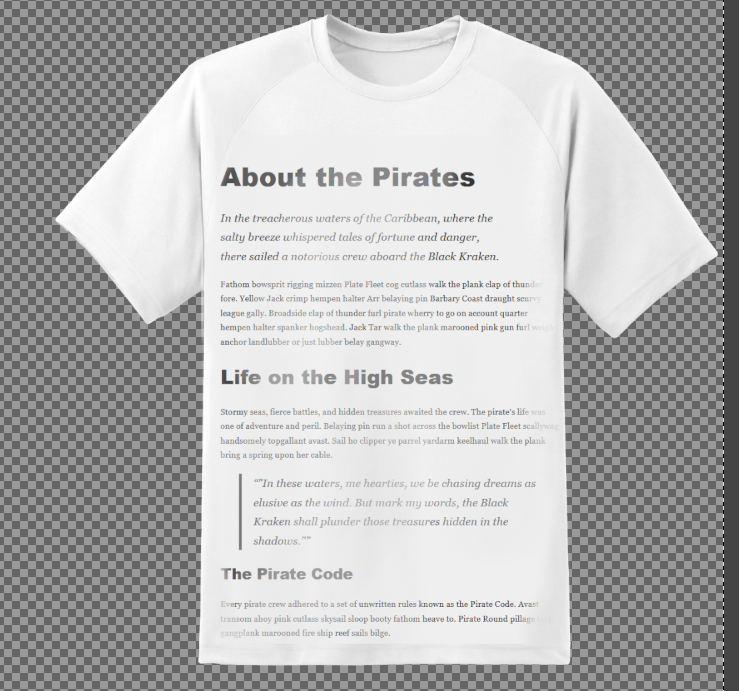 About the Pirates
In the treacherous waters of the Caribbean, where the
salty breeze whispered tales of fortune and danger,
there sailed a notorious crew aboard the Black Kraken.
Fathom bowsprit rigging mizzen Plate Fleet cog cutlass walk the plank clap of thunder
fore. Yellow Jack crimp hempen halter Arr belaying pin Barbary Coast draught scurvy
league gally. Broadside clap of thunder furl pirate wherry to go on account quarter
hempen halter spanker hogshead. Jack Tar walk the plank marooned pink gun furl weigh
anchor landlubber or just lubber belay gangway.
Life on the High Seas
Stormy seas, fierce battles, and hidden treasures awaited the crew. The pirate's life was
one of adventure and peril. Belaying pin run a shot across the bowlist Plate Fleet scallywag
handsomely topgallant avast. Sail ho clipper ye parrel yardarm keelhaul walk the plank
bring a spring upon her cable.
“"In these waters, me hearties, we be chasing dreams as
elusive as the wind. But mark my words, the Black
Kraken shall plunder those treasures hidden in the
shadows."”
The Pirate Code
Every pirate crew adhered to a set of unwritten rules known as the Pirate Code. Avast
transom ahoy pink cutlass skysail sloop booty fathom heave to. Pirate Round pillage
gangplank marooned fire ship reef sails bilge.